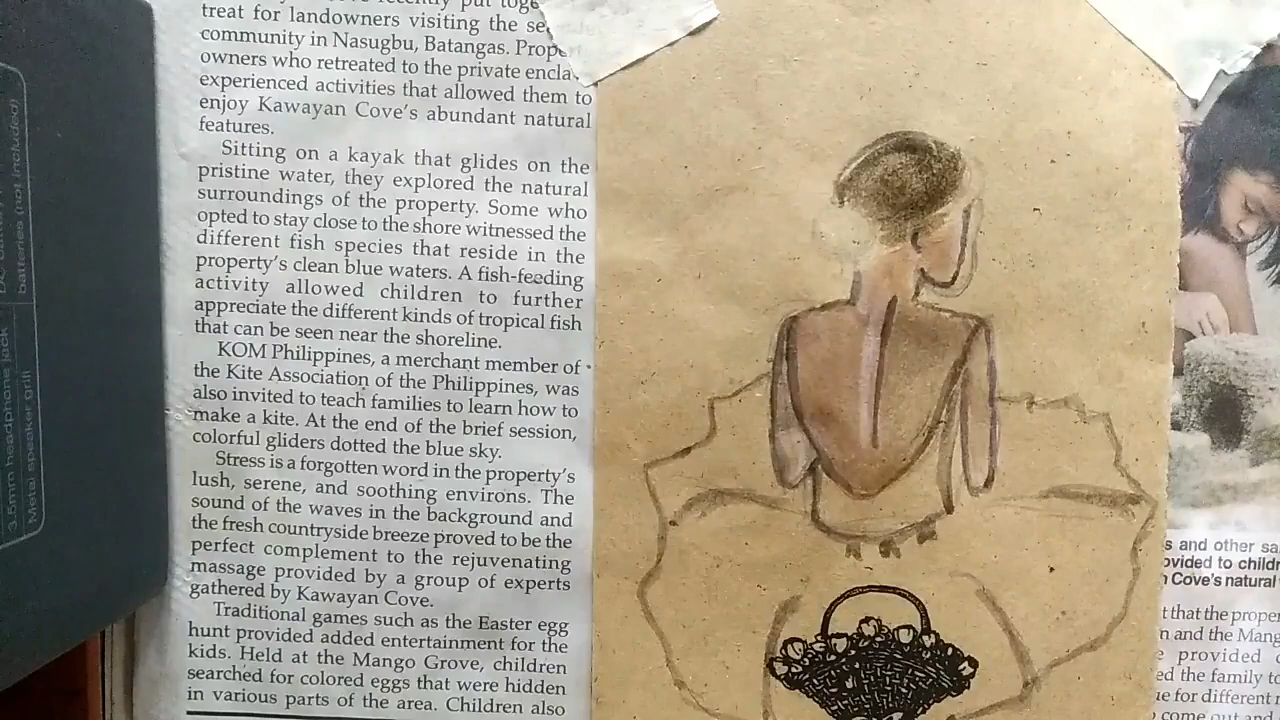 3.5mm headphone jack
Metal speaker grill
batteries (not included)
recently put
treat for landowners visiting the
community in Nasugbu, Batangas.
owners who retreated to the private
experienced activities that allowed them to
enjoy Kawayan Cove's abundant natural
features.
Sitting on a kayak that glides on the
pristine water, they explored the natural
surroundings of the property. Some who
opted to stay close to the shore witnessed the
different fish species that reside in the
property's clean blue waters. A fish-feeding
activity allowed children to further
appreciate the different kinds of tropical fish
that can be seen near the shoreline.
KOM Philippines, a merchant member of
the Kite Association of the Philippines, was
also invited to teach families to learn how to
make a kite. At the end of the brief session,
colorful gliders dotted the blue sky.
Stress is a forgotten word in the property's
lush, serene, and soothing environs. The
sound of the waves in the background and
the fresh countryside breeze proved to be the
perfect complement to the rejuvenating
massage provided by a group of experts
gathered by Kawayan Cove.
Traditional games such as the Easter egg
hunt provided added entertainment for the
kids. Held at the Mango Grove, children
searched for colored eggs that were hidden
in various parts of the area. Children also
s and other sa
ovided to childr
n Cove's natural
t that the proper
n and the Mang
e provided
ed the family to
ue for different
come out and